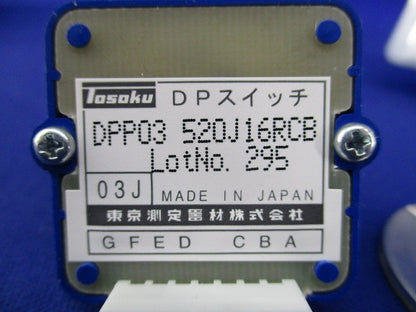 Tosoku DPスイッチ
DPP03 520J16RCB
LotNo. 295
03J MADE IN JAPAN
東京測定器材株式会社
GFED CBA